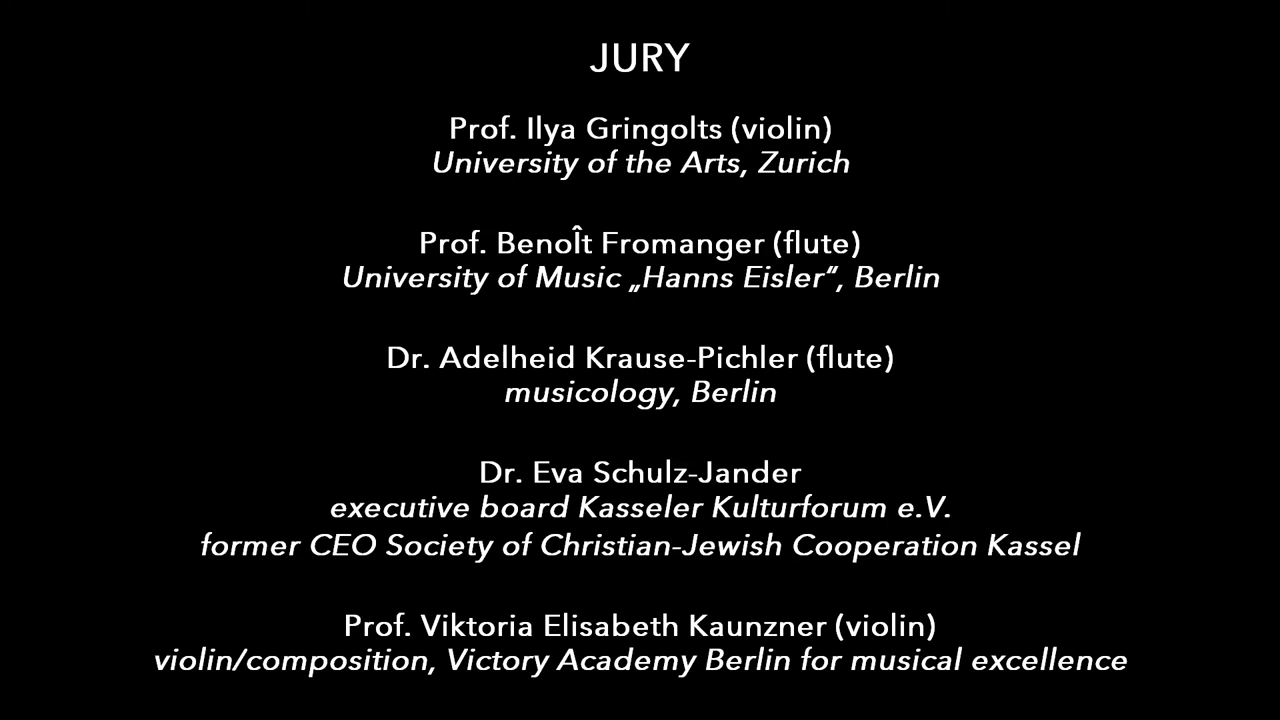 JURY
Prof. Ilya Gringolts (violin)
University of the Arts, Zurich
Prof. BenoÎt Fromanger (flute)
University of Music „Hanns Eisler“, Berlin
Dr. Adelheid Krause-Pichler (flute)
musicology, Berlin
Dr. Eva Schulz-Jander
executive board Kasseler Kulturforum e.V.
former CEO Society of Christian-Jewish Cooperation Kassel
Prof. Viktoria Elisabeth Kaunzner (violin)
violin/composition, Victory Academy Berlin for musical excellence